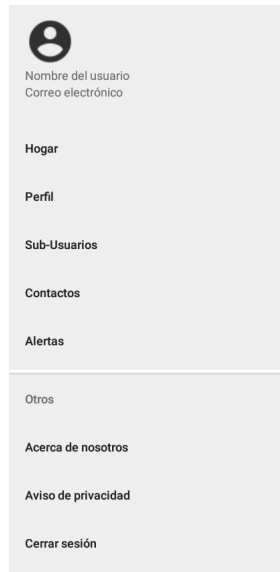 Nombre del usuario
Correo electrónico
Hogar
Perfil
Sub-Usuarios
Contactos
Alertas
Otros
Acerca de nosotros
Aviso de privacidad
Cerrar sesión